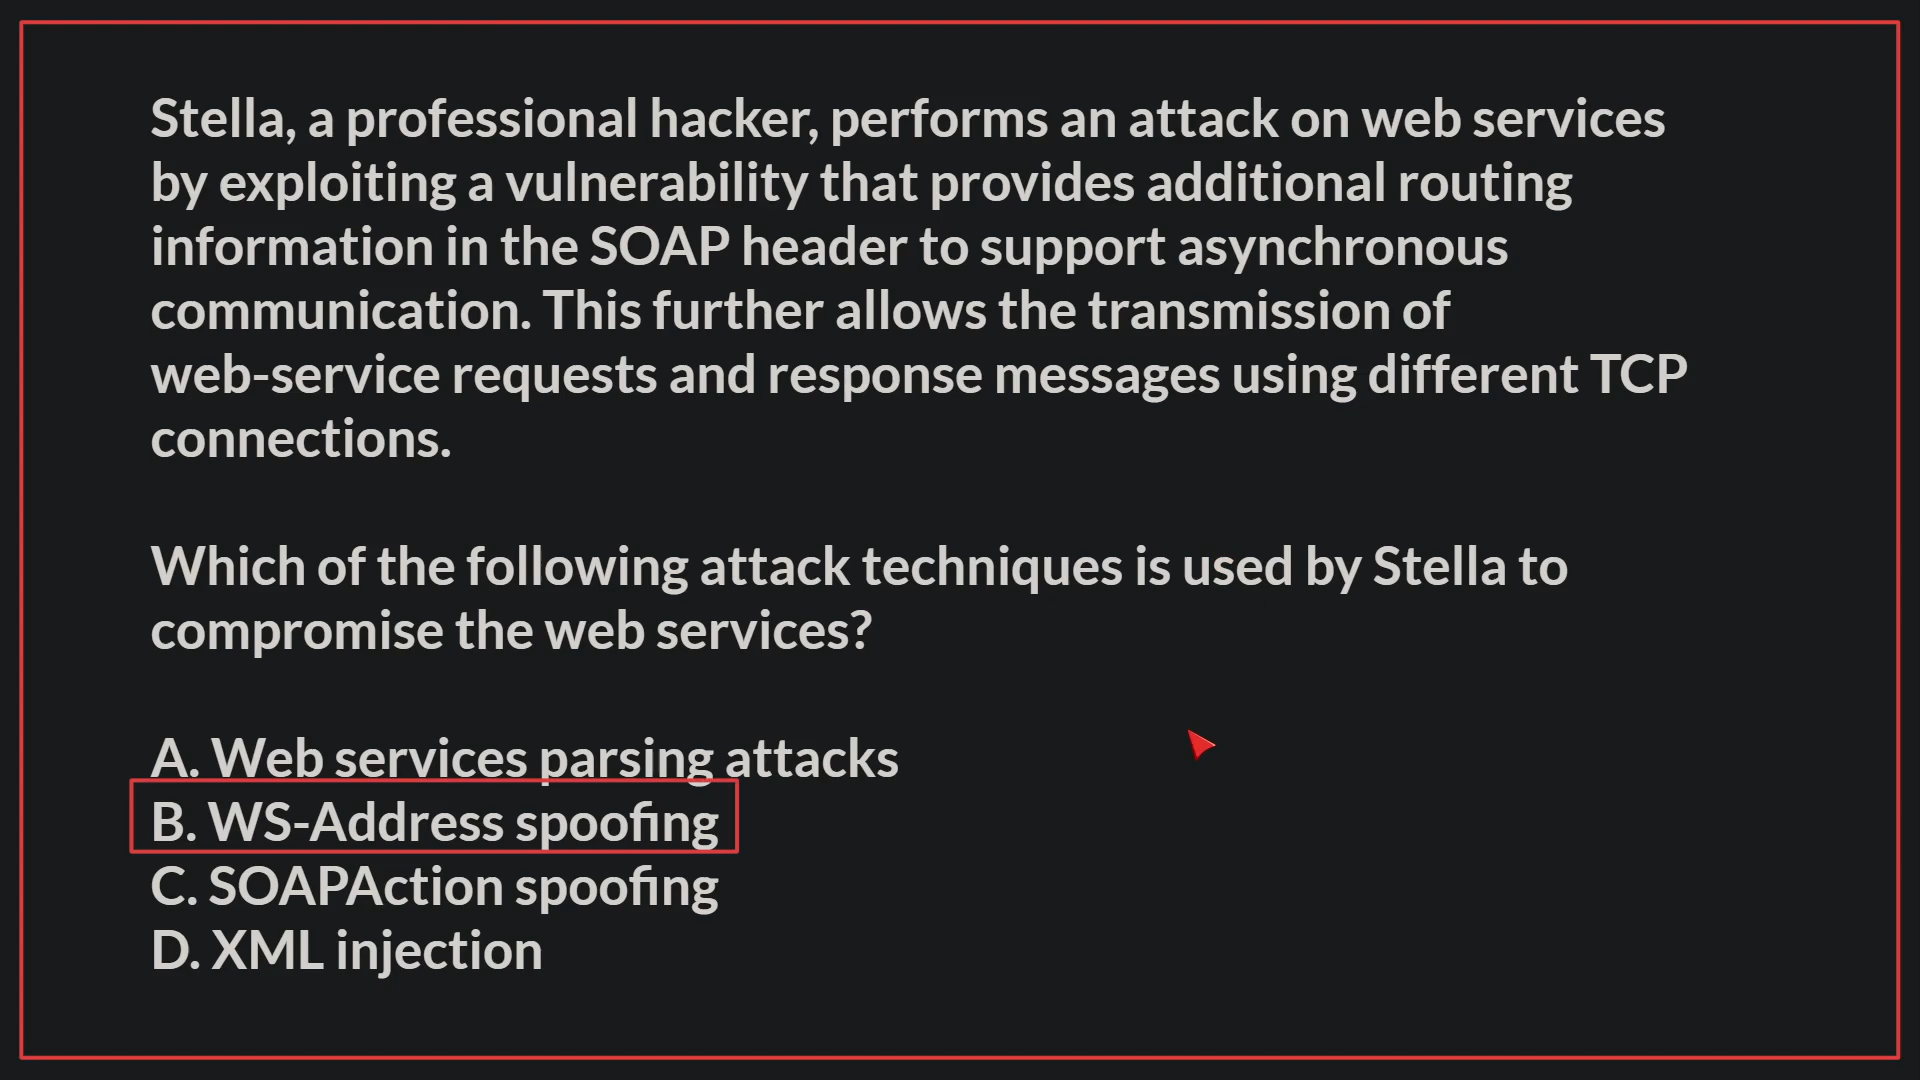 Stella, a professional hacker, performs an attack on web services
by exploiting a vulnerability that provides additional routing
information in the SOAP header to support asynchronous
communication. This further allows the transmission of
web-service requests and response messages using different TCP
connections.
Which of the following attack techniques is used by Stella to
compromise the web services?
A. Web services parsing attacks
B. WS-Address spoofing
C. SOAPAction spoofing
D. XML injection